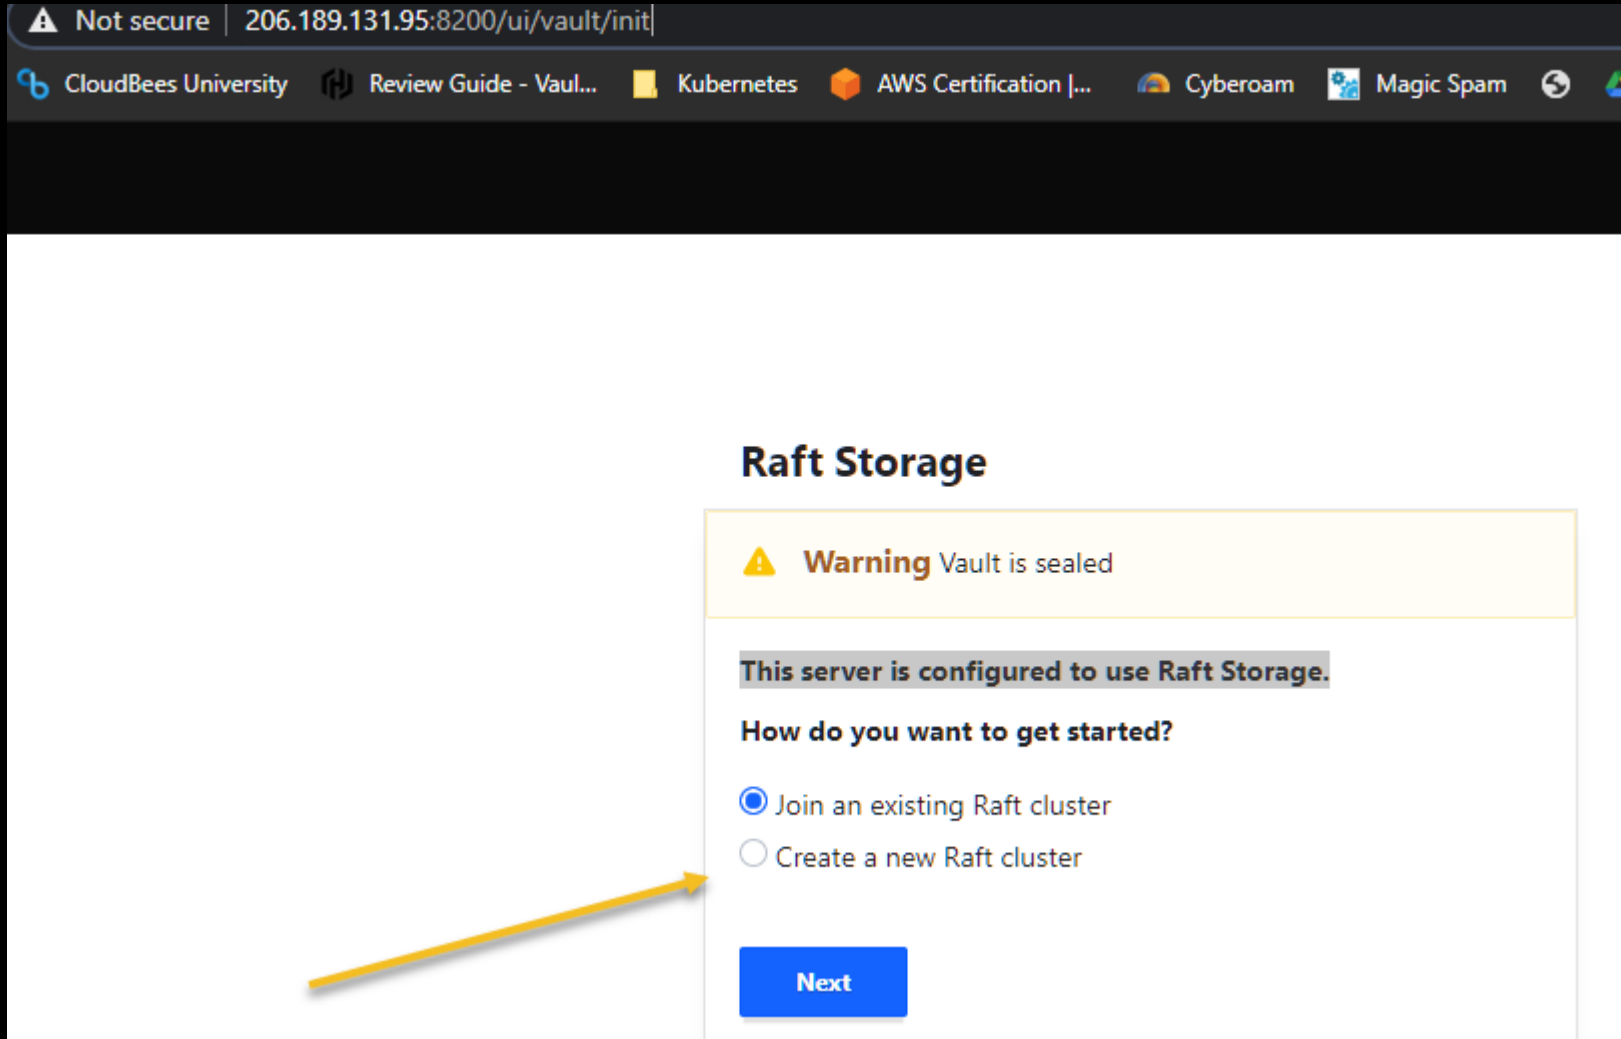 Not secure | 206.189.131.95:8200/ui/vault/init
CloudBees University Review Guide - Vaul... Kubernetes AWS Certification |... Cyberoam Magic Spam
Raft Storage
Warning Vault is sealed
This server is configured to use Raft Storage.
How do you want to get started?
Join an existing Raft cluster
Create a new Raft cluster
Next